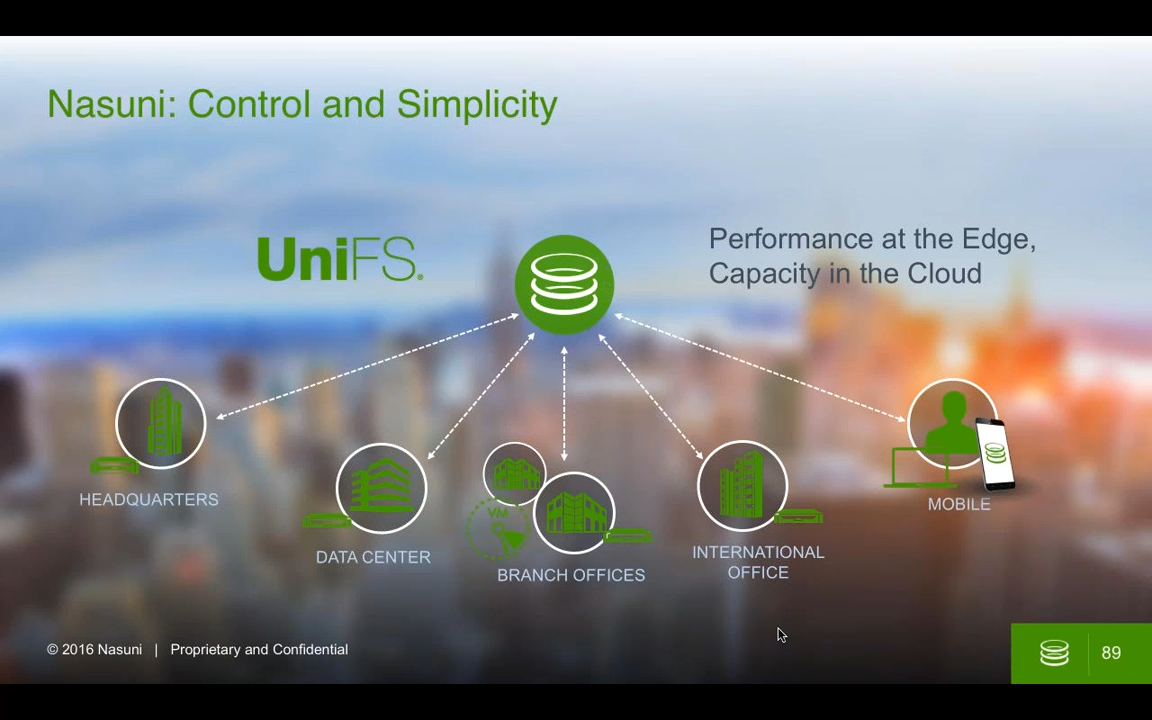 Nasuni: Control and Simplicity
UniFS®
Performance at the Edge,
Capacity in the Cloud
HEADQUARTERS
DATA CENTER
VM
BRANCH OFFICES
INTERNATIONAL
OFFICE
MOBILE
© 2016 Nasuni | Proprietary and Confidential
89